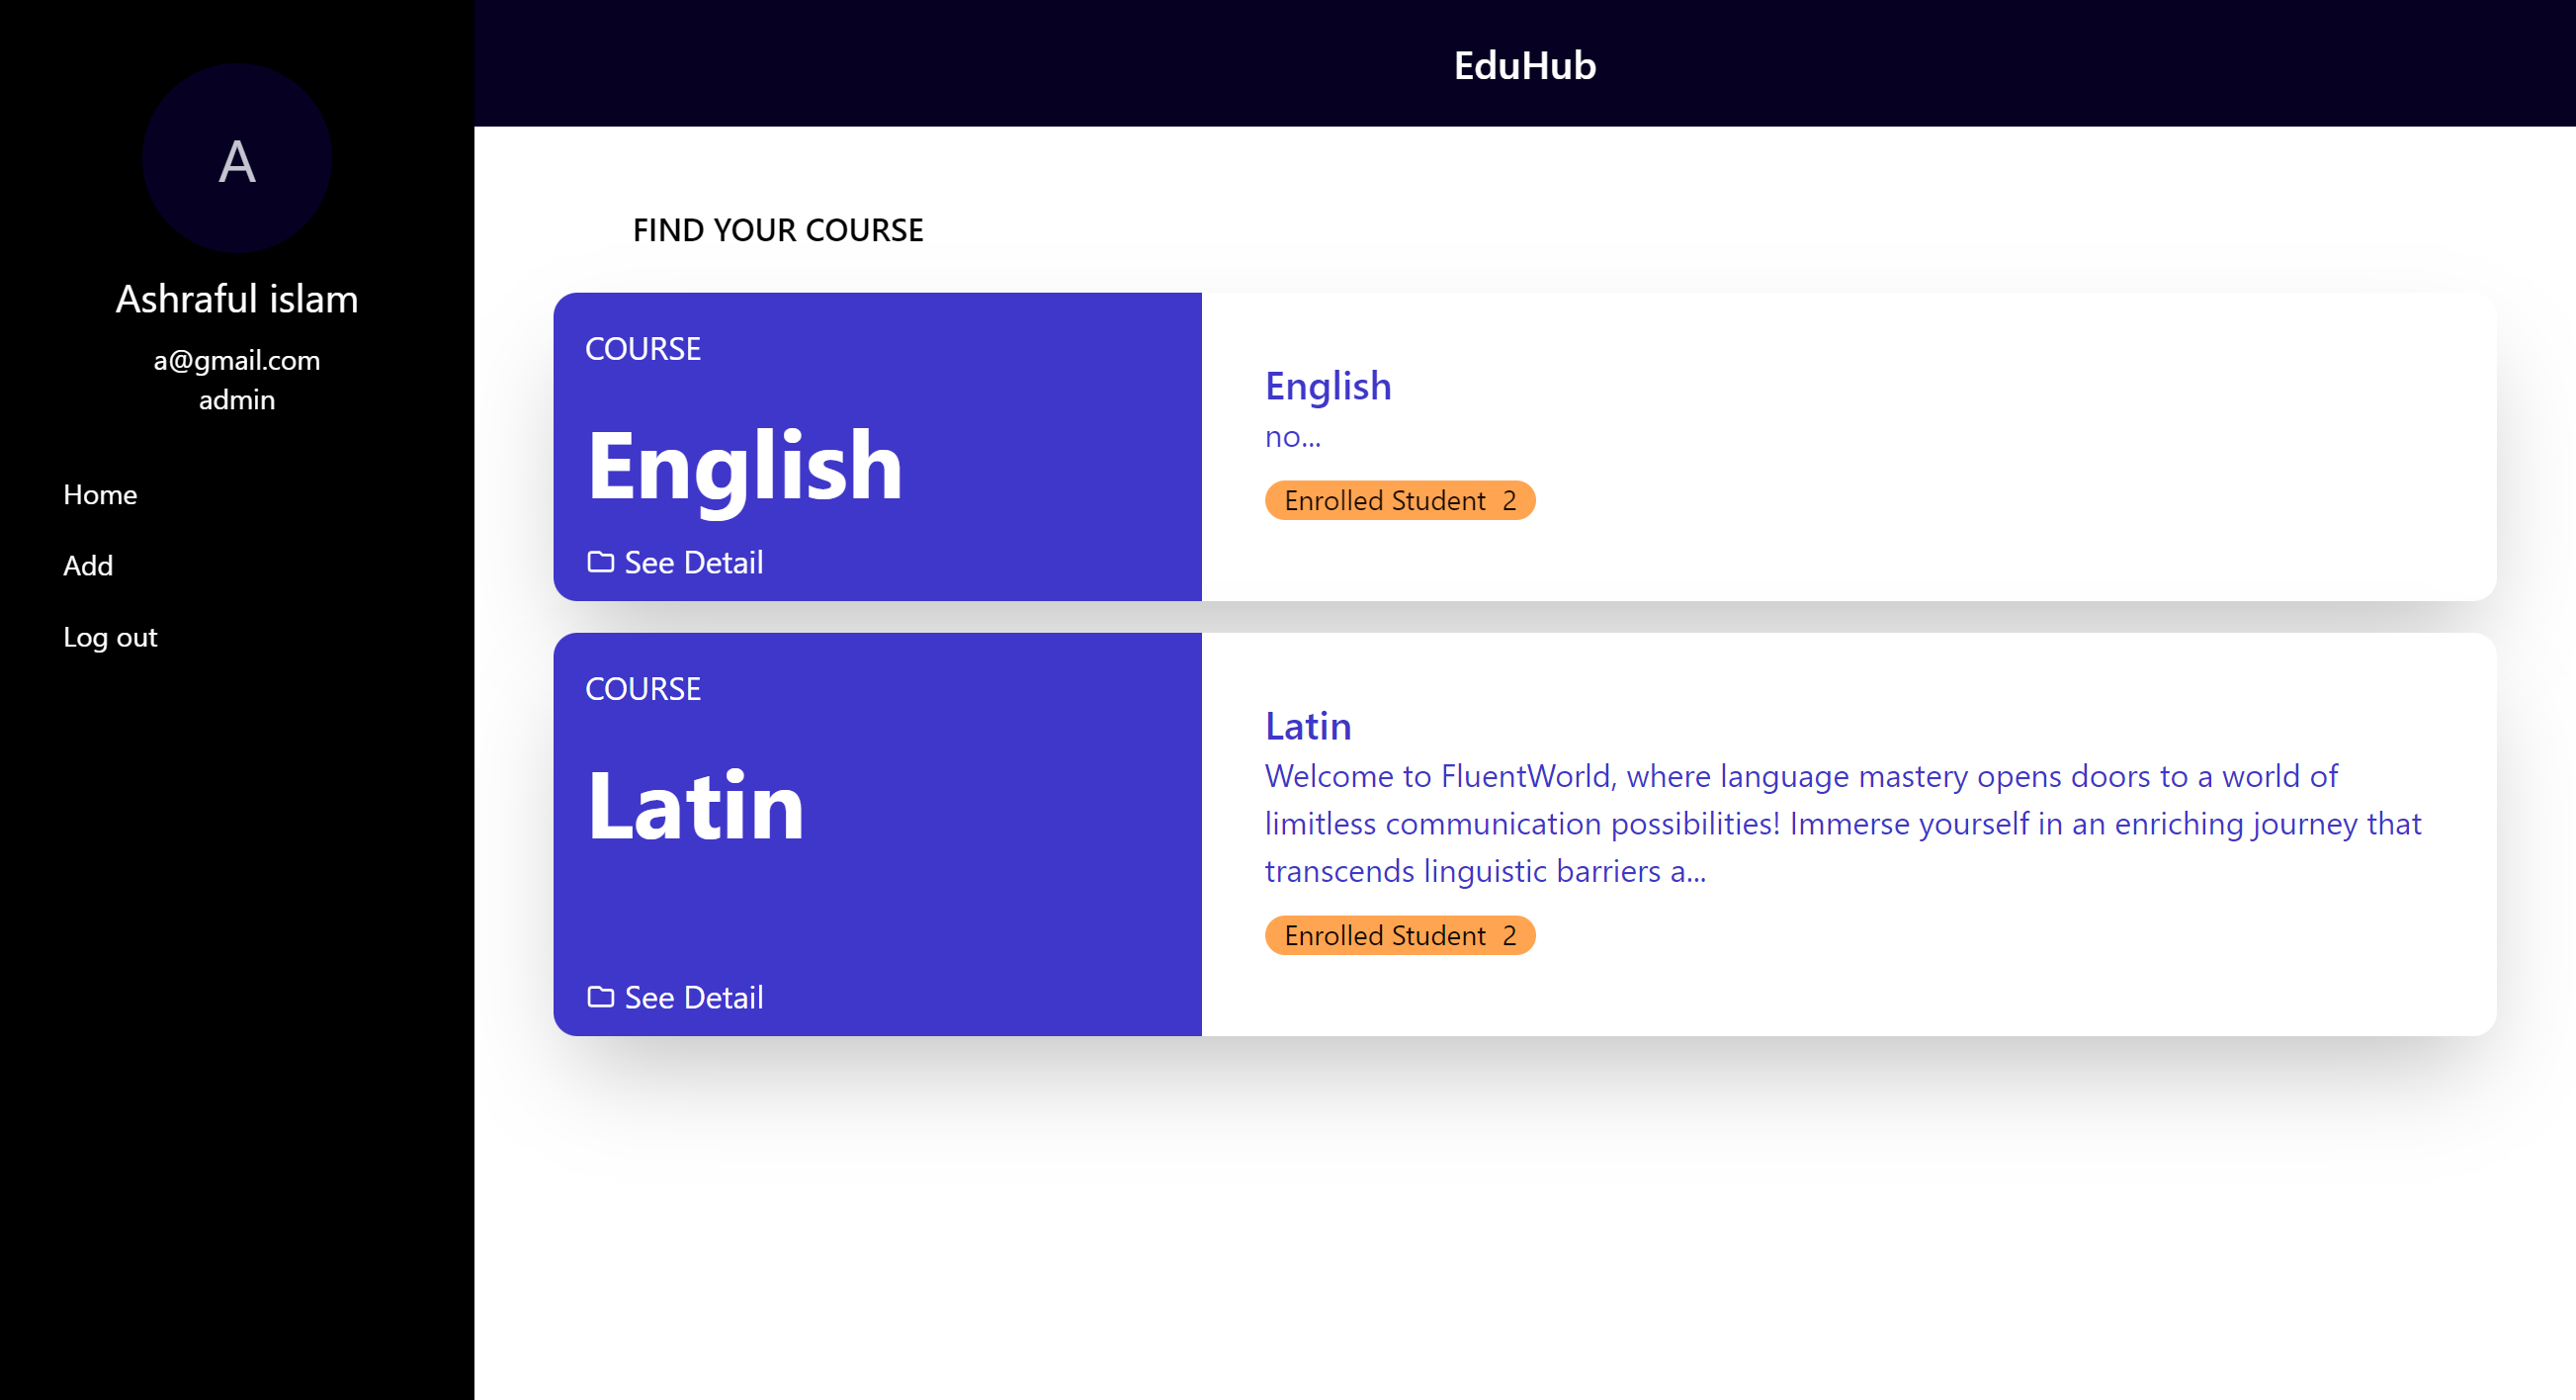 A
Ashraful islam
a@gmail.com
admin
Home
Add
Log out
EduHub
FIND YOUR COURSE
COURSE
English
See Detail
English
no...
Enrolled Student 2
COURSE
Latin
See Detail
Latin
Welcome to FluentWorld, where language mastery opens doors to a world of
limitless communication possibilities! Immerse yourself in an enriching journey that
transcends linguistic barriers a...
Enrolled Student 2